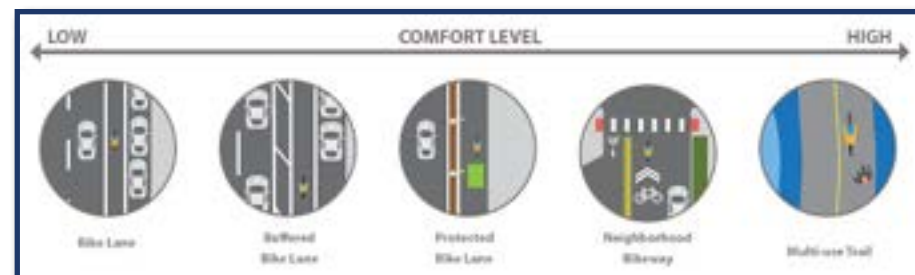 LOW COMFORT LEVEL HIGH
Bike Lane
Buffered
Bike Lane
Protected
Bike Lane
Neighborhood
Bikeway
Multi-use Trail